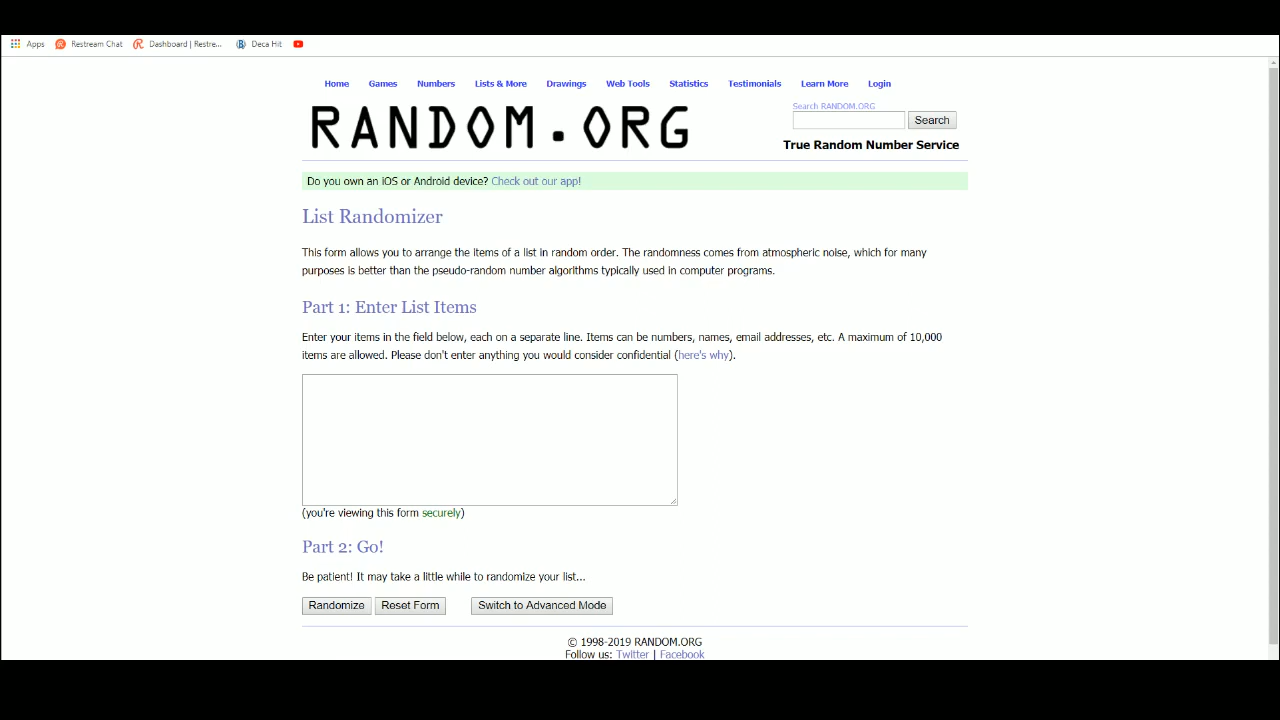 Apps Restream Chat Dashboard | Restre... Deca Hit
Home Games Numbers Lists & More Drawings Web Tools Statistics Testimonials Learn More Login
RANDOM.ORG
Search RANDOM.ORG
Search
True Random Number Service
Do you own an iOS or Android device? Check out our app!
List Randomizer
This form allows you to arrange the items of a list in random order. The randomness comes from atmospheric noise, which for many
purposes is better than the pseudo-random number algorithms typically used in computer programs.
Part 1: Enter List Items
Enter your items in the field below, each on a separate line. Items can be numbers, names, email addresses, etc. A maximum of 10,000
items are allowed. Please don't enter anything you would consider confidential (here's why).
(you're viewing this form securely)
Part 2: Go!
Be patient! It may take a little while to randomize your list...
Randomize Reset Form Switch to Advanced Mode
© 1998-2019 RANDOM.ORG
Follow us: Twitter | Facebook